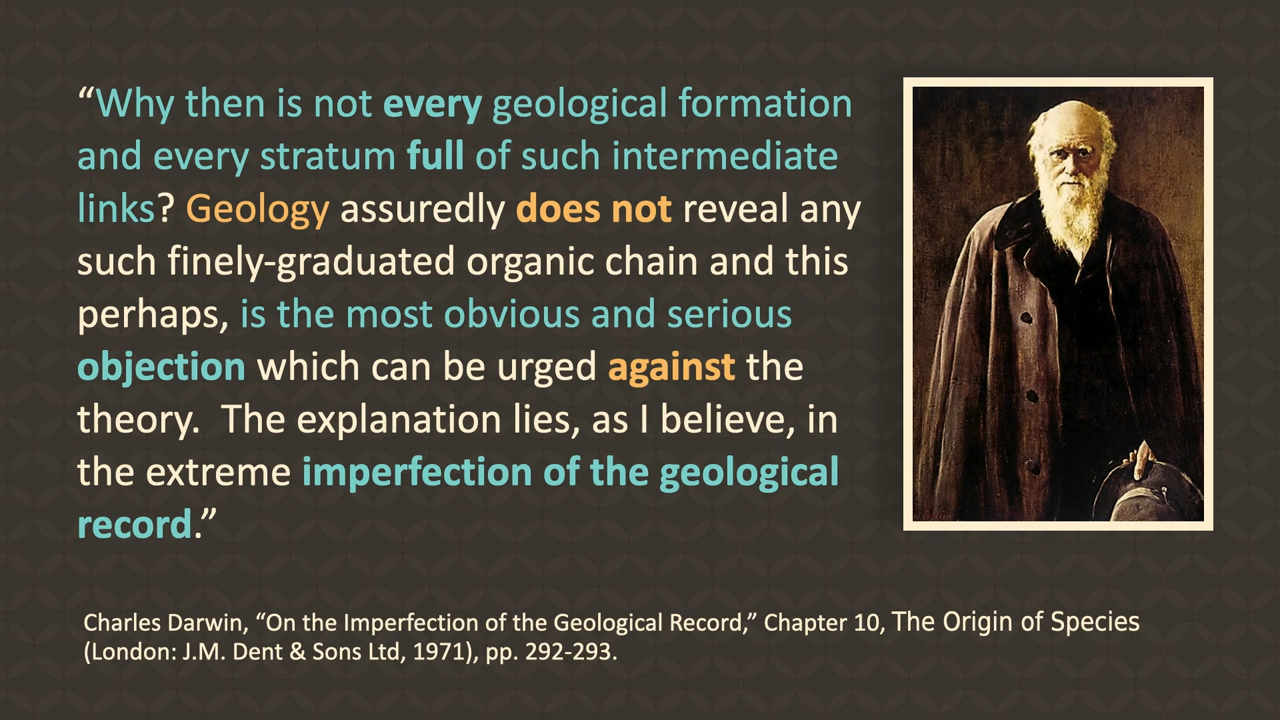 “Why then is not every geological formation
and every stratum full of such intermediate
links? Geology assuredly does not reveal any
such finely-graduated organic chain and this
perhaps, is the most obvious and serious
objection which can be urged against the
theory.  The explanation lies, as I believe, in
the extreme imperfection of the geological
record.”
Charles Darwin, “On the Imperfection of the Geological Record,” Chapter 10, The Origin of Species
(London: J.M. Dent & Sons Ltd, 1971), pp. 292-293.